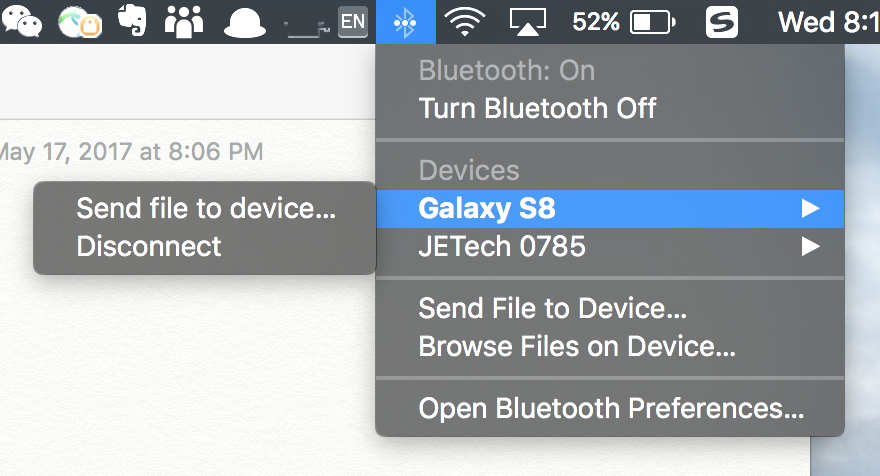 EN 52% S Wed 8:1
Bluetooth: On
Turn Bluetooth Off
May 17, 2017 at 8:06 PM
Devices
Send file to device...
Galaxy S8
Disconnect
JETech 0785
Send File to Device...
Browse Files on Device...
Open Bluetooth Preferences...